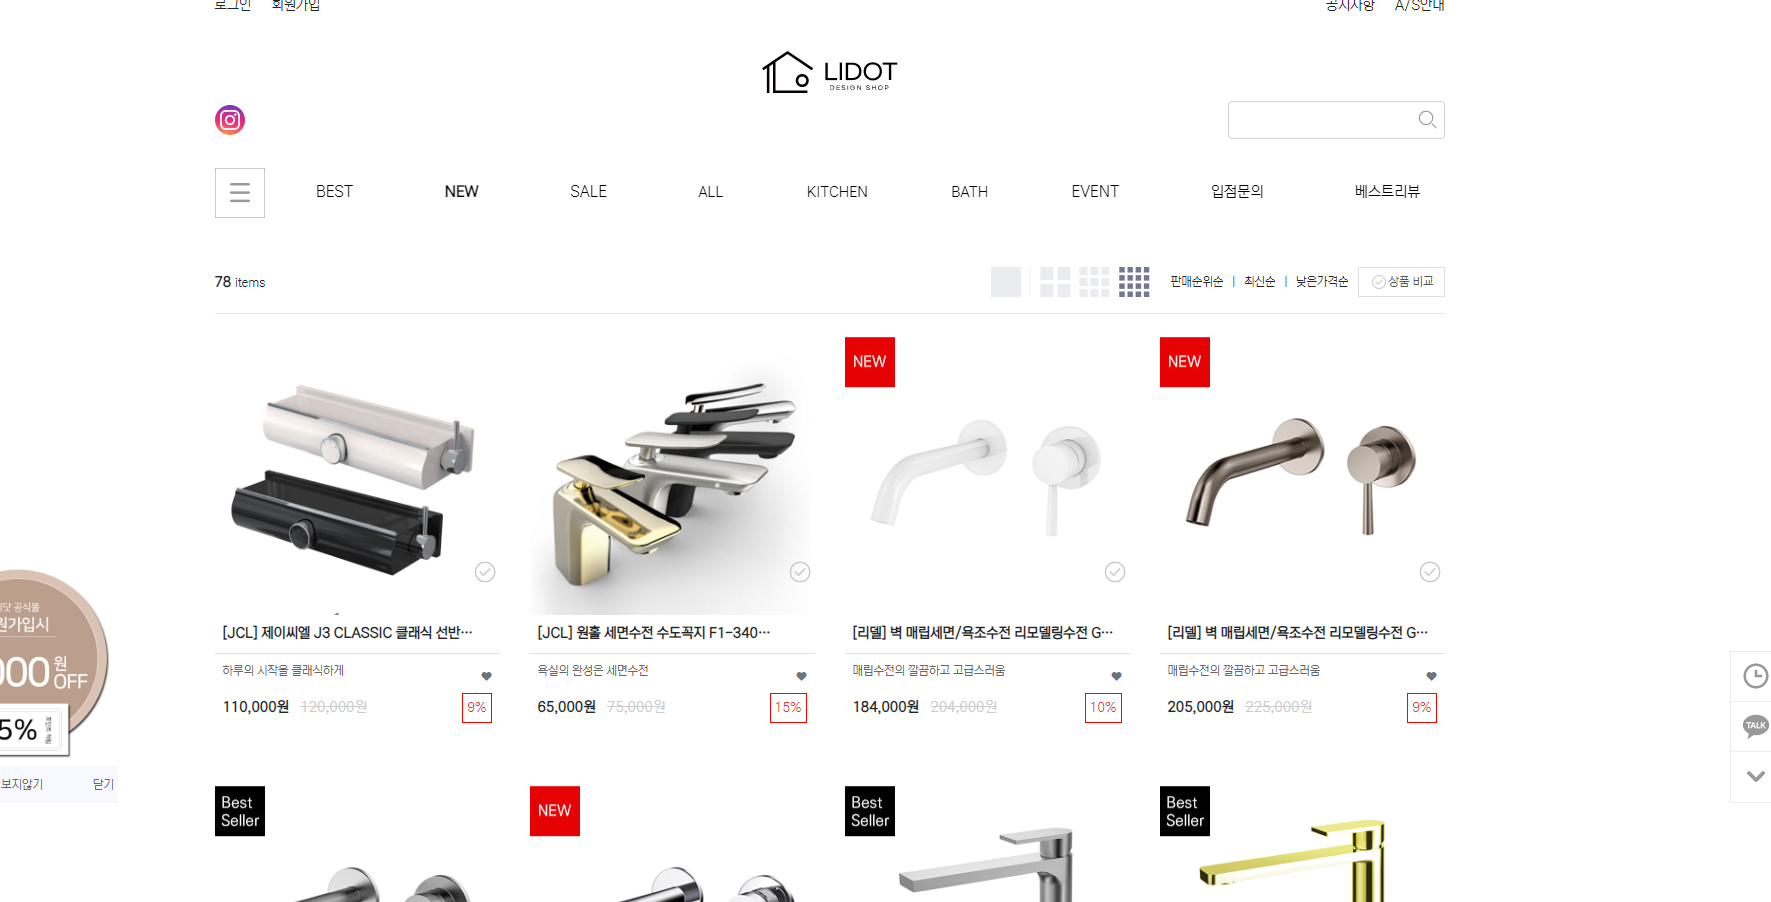 로그인 회원가입 공지사항 A/S안내
LIDOT
DESIGN SHOP
BEST NEW SALE ALL KITCHEN BATH EVENT 입점문의 베스트리뷰
78 items 판매순위순 | 최신순 | 낮은가격순 상품 비교
NEW NEW
[JCL] 제이씨엘 J3 CLASSIC 클래식 선반… [JCL] 원홀 세면수전 수도꼭지 F1-340… [리델] 벽 매립세면/욕조수전 리모델링수전 G… [리델] 벽 매립세면/욕조수전 리모델링수전 G…
하루의 시작을 클래식하게 욕실의 완성은 세면수전 매립수전의 깔끔하고 고급스러움 매립수전의 깔끔하고 고급스러움
110,000원 120,000원 9% 65,000원 75,000원 15% 184,000원 204,000원 10% 205,000원 225,000원 9%
닷 공식몰
원가입시
000 원
OFF
5%
보지않기 닫기
TALK
Best
Seller
NEW
Best
Seller
Best
Seller